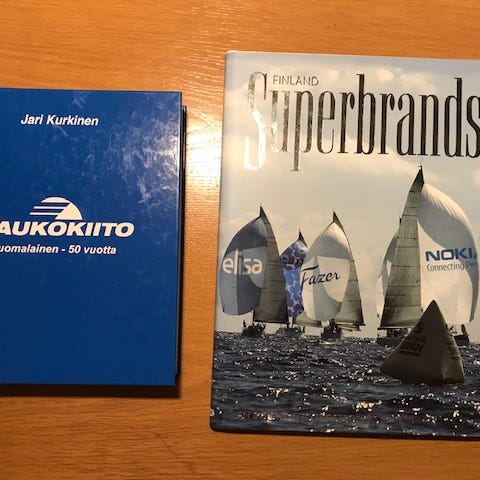 Jari Kurkinen
AUKOKIITO
uomalainen - 50 vuotta
FINLAND
Superbrands
elisa
Fazer
NOKIA
Connecting Pe